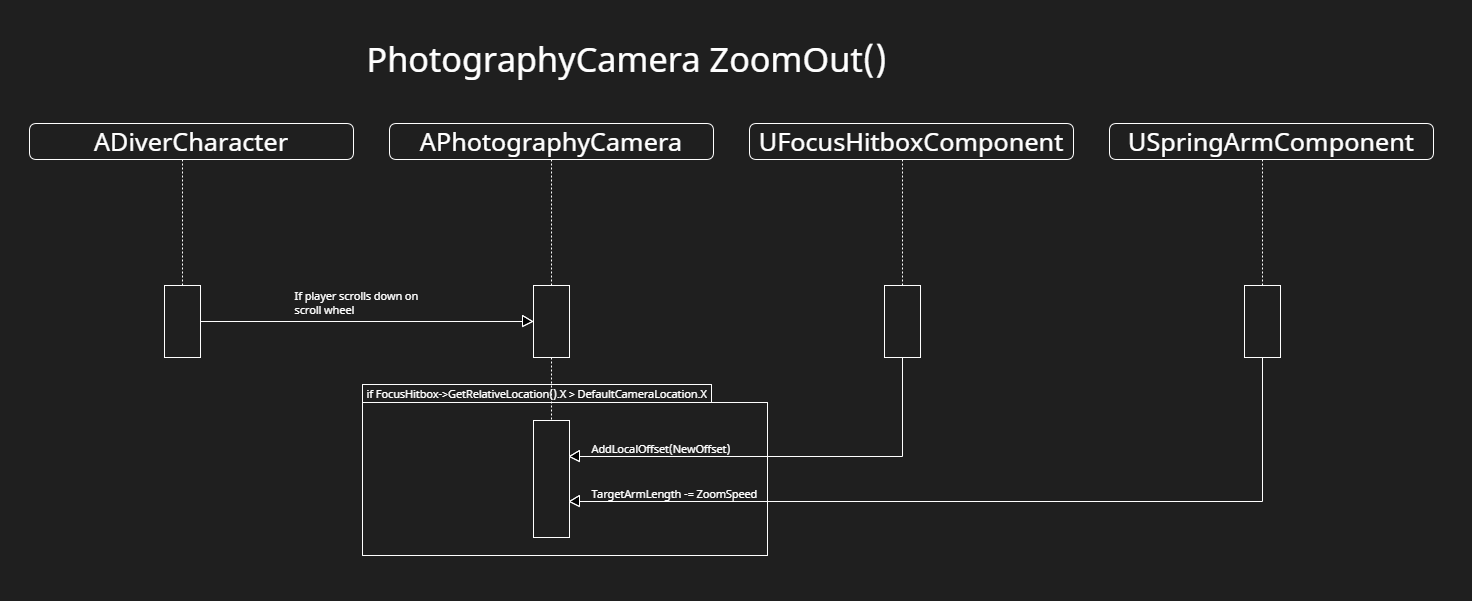 PhotographyCamera ZoomOut()
ADiverCharacter
APhotographyCamera
UFocusHitboxComponent
USpringArmComponent
If player scrolls down on
scroll wheel
if FocusHitbox->GetRelativeLocation().X > DefaultCameraLocation.X
AddLocalOffset(NewOffset)
TargetArmLength -= ZoomSpeed